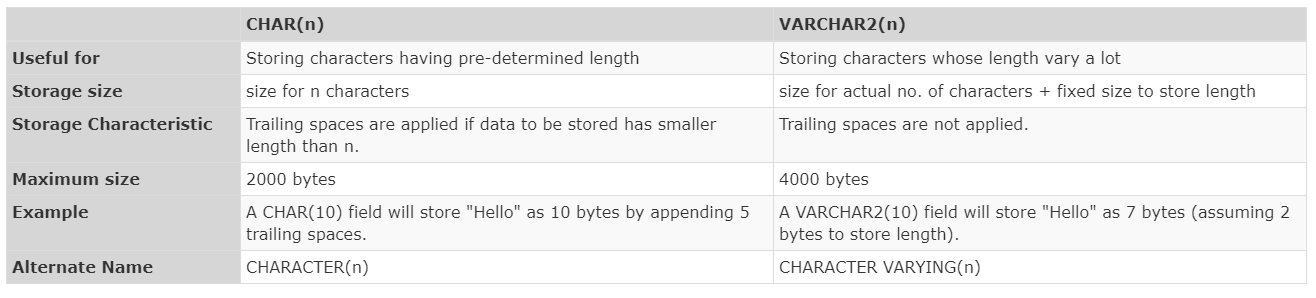 CHAR(n) VARCHAR2(n)
Useful for Storing characters having pre-determined length Storing characters whose length vary a lot
Storage size size for n characters size for actual no. of characters + fixed size to store length
Storage Characteristic Trailing spaces are applied if data to be stored has smaller Trailing spaces are not applied.
length than n.
Maximum size 2000 bytes 4000 bytes
Example A CHAR(10) field will store "Hello" as 10 bytes by appending 5 A VARCHAR2(10) field will store "Hello" as 7 bytes (assuming 2
trailing spaces. bytes to store length).
Alternate Name CHARACTER(n) CHARACTER VARYING(n)